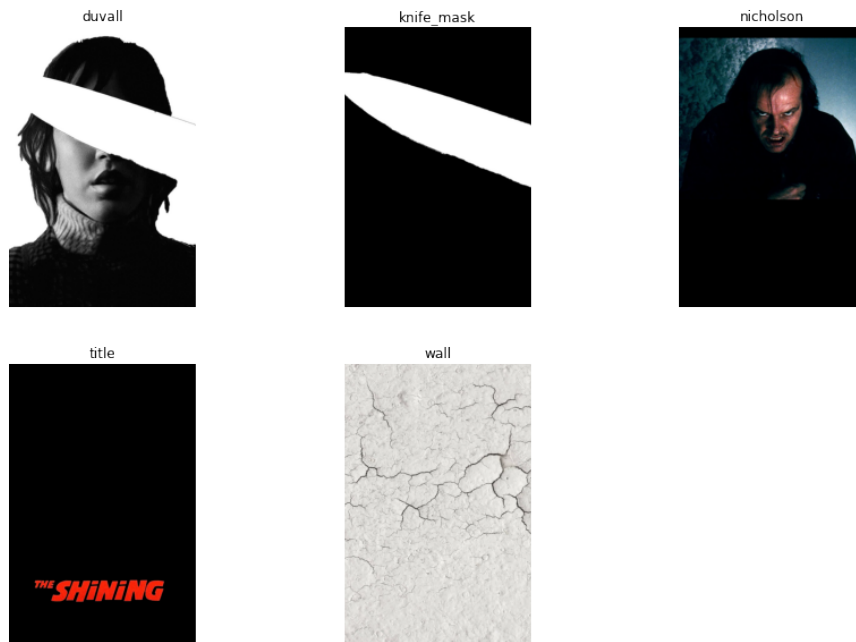 duvall
knife_mask
nicholson
title
wall
THE SHiNiNG